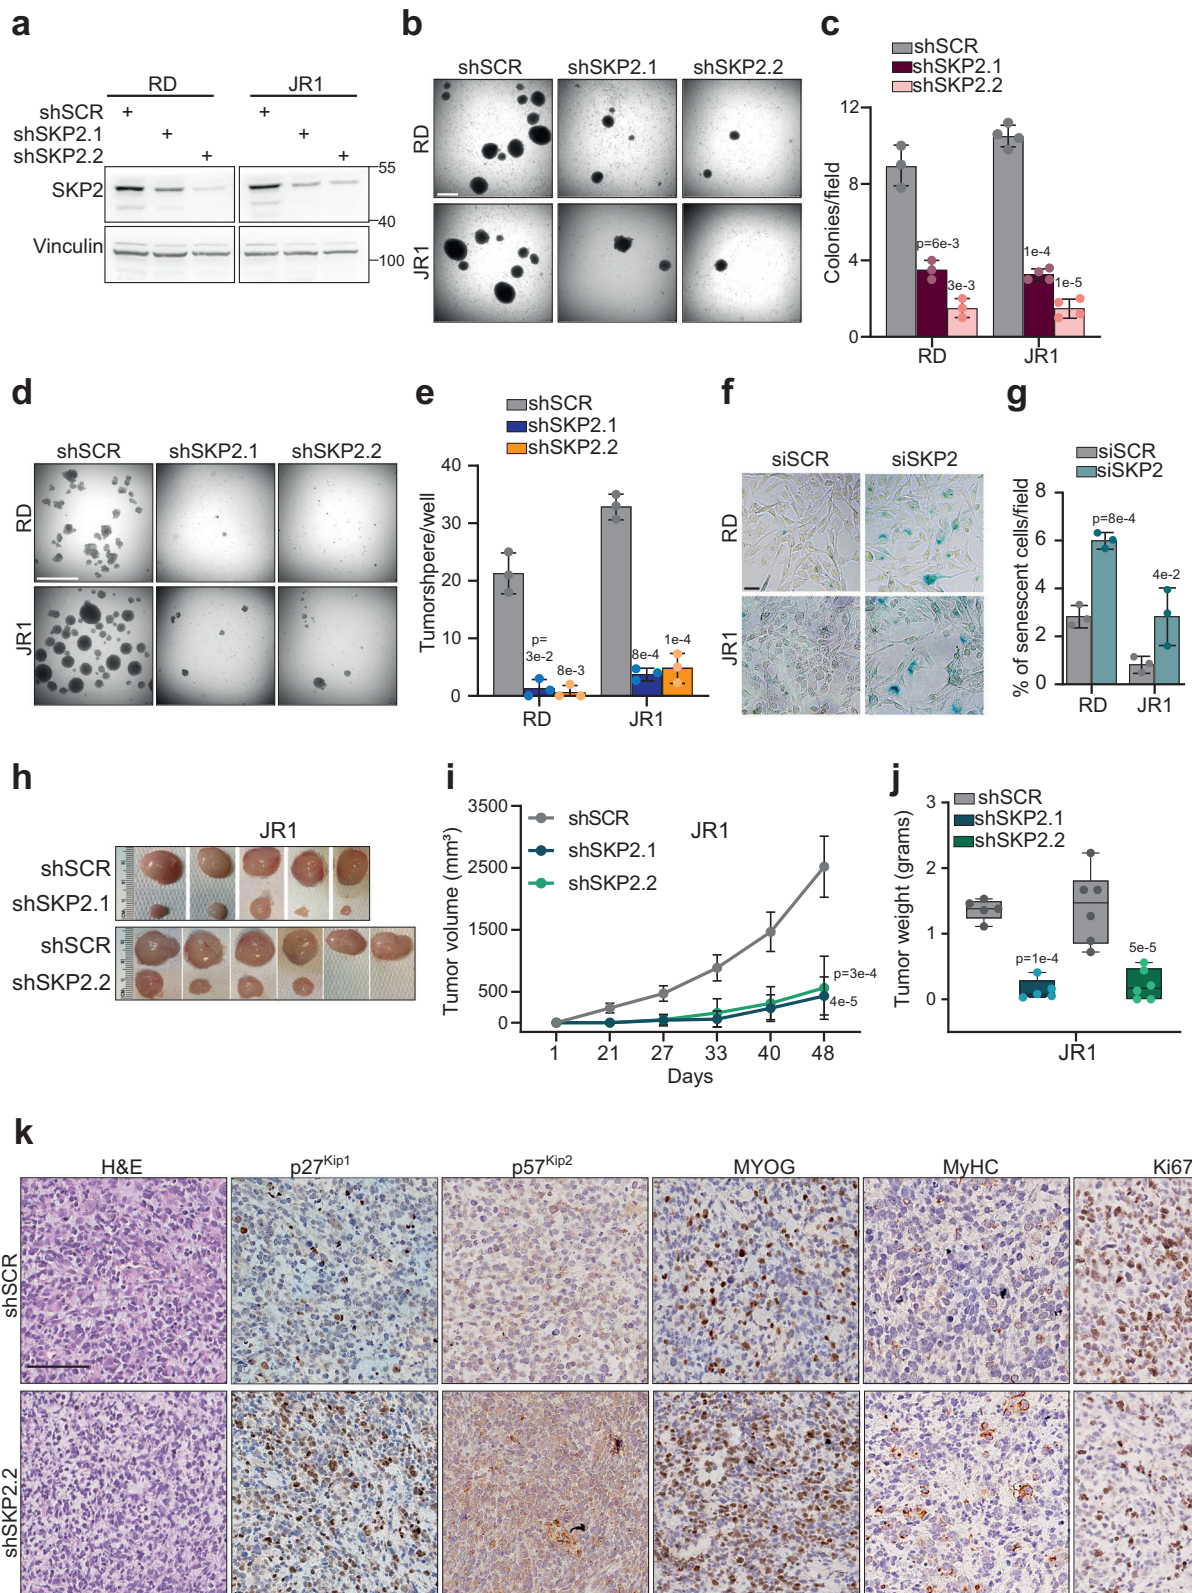 a
RD JR1
shSCR + +
shSKP2.1 + +
shSKP2.2 + +
SKP2
55
40
Vinculin
100
b
shSCR shSKP2.1 shSKP2.2
RD
JR1
c
shSCR
shSKP2.1
shSKP2.2
Colonies/field
12
8
4
0
p=6e-3
3e-3
1e-4
1e-5
RD JR1
d
shSCR shSKP2.1 shSKP2.2
RD
JR1
e
shSCR
shSKP2.1
shSKP2.2
Tumorshpere/well
40
30
20
10
0
p=
3e-2
8e-3
8e-4
1e-4
RD JR1
f
siSCR siSKP2
RD
JR1
g
siSCR
siSKP2
% of senescent cells/field
8
6
4
2
0
p=8e-4
4e-2
RD JR1
h
JR1
shSCR
shSKP2.1
shSCR
shSKP2.2
i
JR1
shSCR
shSKP2.1
shSKP2.2
Tumor volume (mm³)
3500
2500
1500
500
0
p=3e-4
4e-5
1 21 27 33 40 48
Days
j
shSCR
shSKP2.1
shSKP2.2
Tumor weight (grams)
3
2
1
0
p=1e-4
5e-5
JR1
k
H&E p27Kip1 p57Kip2 MYOG MyHC Ki67
shSCR
shSKP2.2